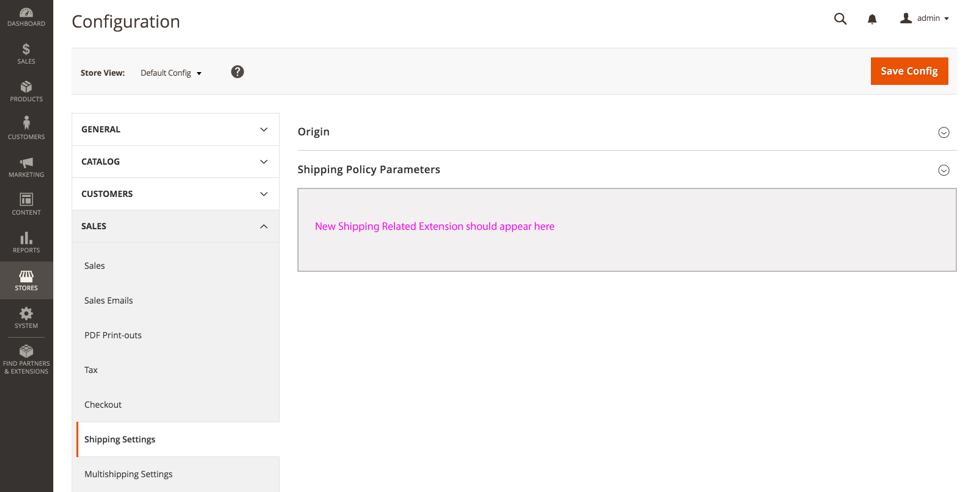 Configuration
admin
DASHBOARD
$
SALES
PRODUCTS
CUSTOMERS
MARKETING
CONTENT
REPORTS
STORES
SYSTEM
FIND PARTNERS
& EXTENSIONS
Store View:
Default Config
?
Save Config
GENERAL
CATALOG
CUSTOMERS
SALES
Sales
Sales Emails
PDF Print-outs
Tax
Checkout
Shipping Settings
Multishipping Settings
Origin
Shipping Policy Parameters
New Shipping Related Extension should appear here